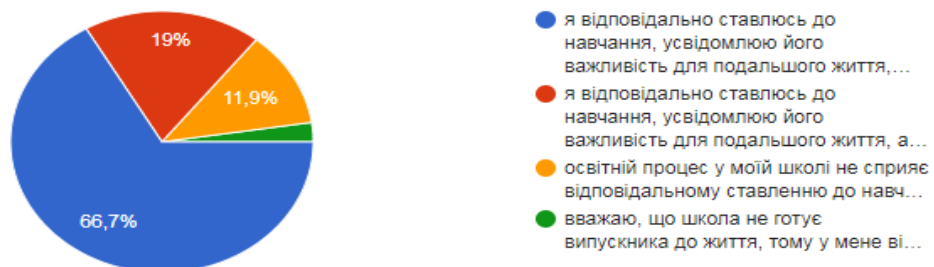 19%
11,9%
66,7%
я відповідально ставлюсь до
навчання, усвідомлюю його
важливість для подальшого життя,…
я відповідально ставлюсь до
навчання, усвідомлюю його
важливість для подальшого життя, а…
освітній процес у моїй школі не сприяє
відповідальному ставленню до навч…
вважаю, що школа не готує
випускника до життя, тому у мене ві…